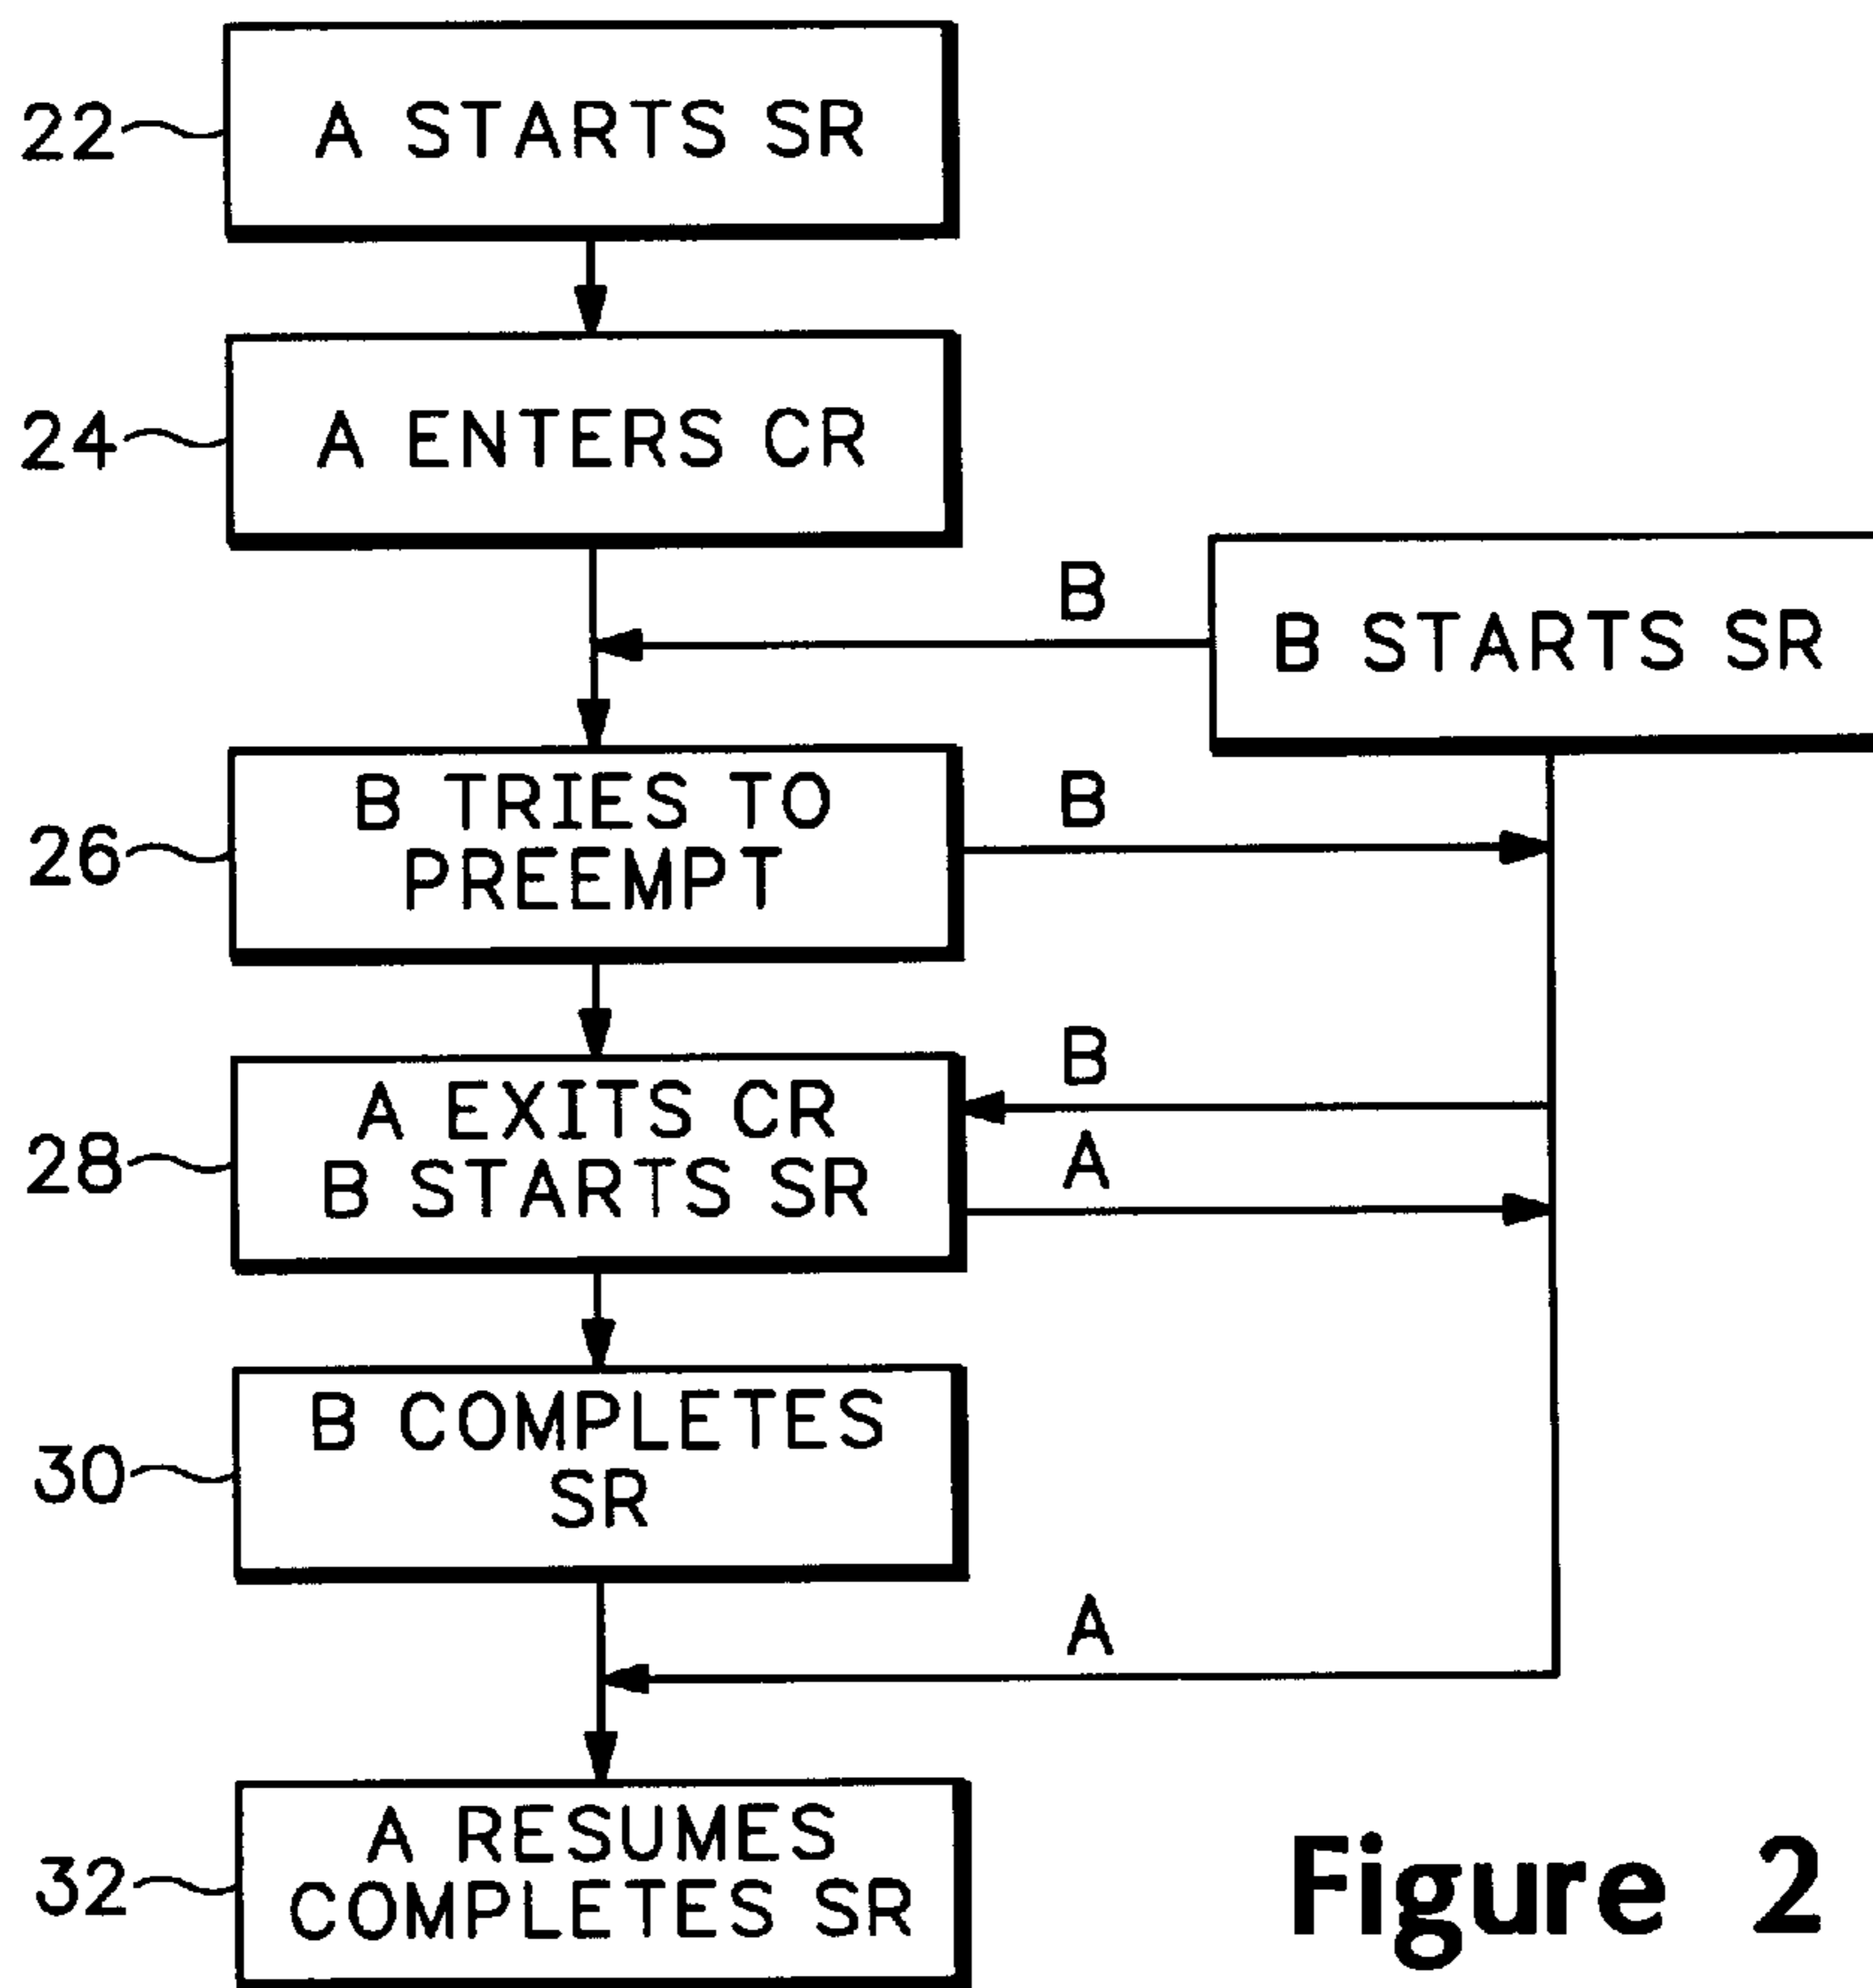 22
A STARTS SR
24
A ENTERS CR
B
B STARTS SR
26
B TRIES TO
PREEMPT
B
28
A EXITS CR
B STARTS SR
B
A
30
B COMPLETES
SR
A
32
A RESUMES
COMPLETES SR
Figure 2